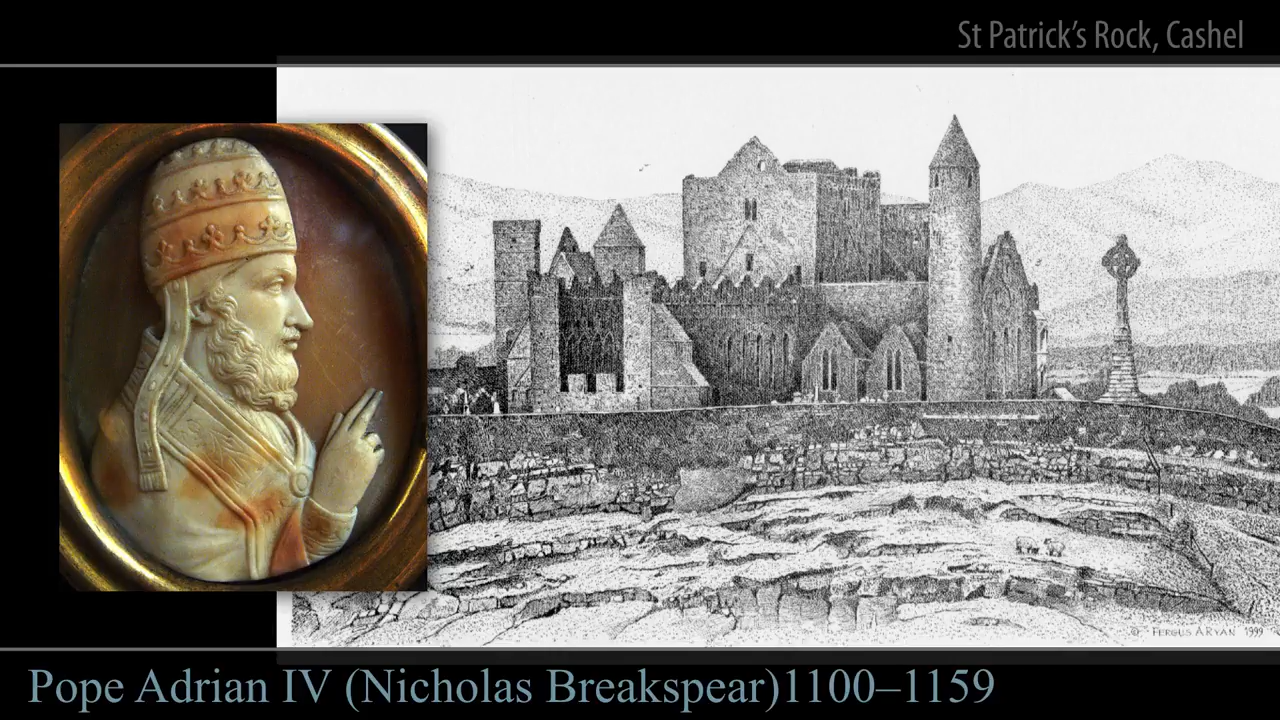 St Patrick's Rock, Cashel
© FERGUS A RYAN 1999
Pope Adrian IV (Nicholas Breakspear)1100–1159